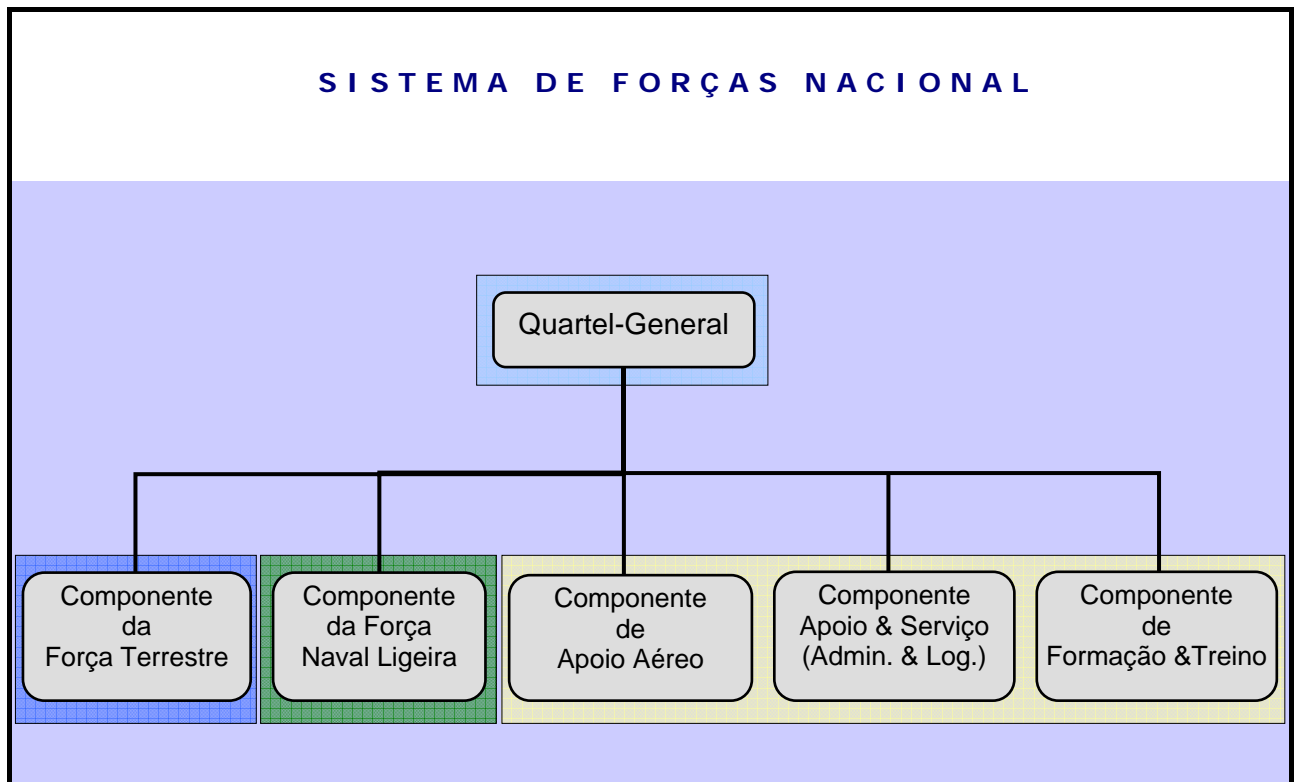 SISTEMA DE FORÇAS NACIONAL
Quartel-General
Componente
da
Força Terrestre
Componente
da Força
Naval Ligeira
Componente
de
Apoio Aéreo
Componente
Apoio & Serviço
(Admin. & Log.)
Componente
de
Formação &Treino